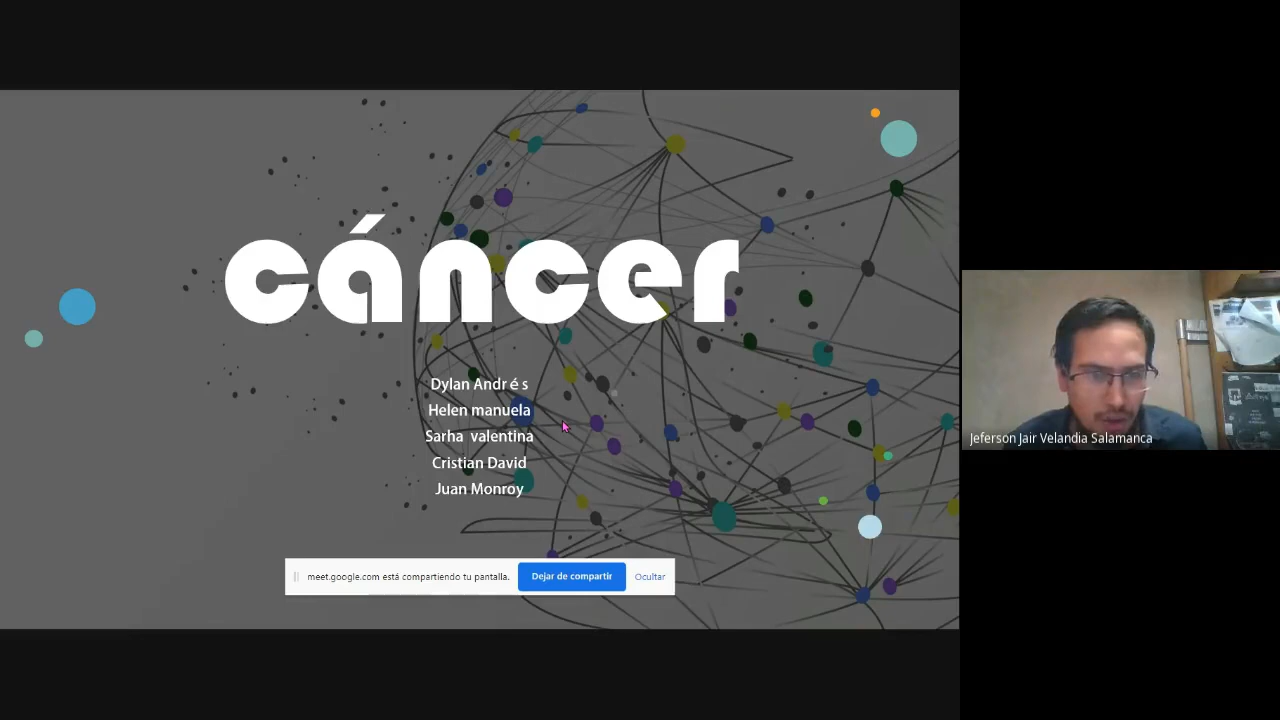 cáncer
Dylan Andrés
Helen manuela
Sarha valentina
Cristian David
Juan Monroy
meet.google.com está compartiendo tu pantalla.
Dejar de compartir
Ocultar
Jeferson Jair Velandia Salamanca